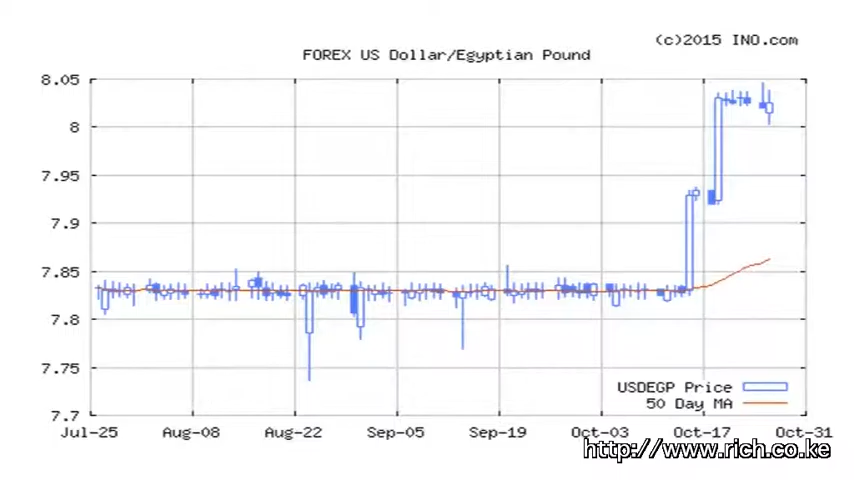 (c)2015 INO.com
FOREX US Dollar/Egyptian Pound
8.05
8
7.95
7.9
7.85
7.8
7.75
7.7
USDEGP Price
50 Day MA
Jul-25 Aug-08 Aug-22 Sep-05 Sep-19 Oct-03 Oct-17 Oct-31
http://www.rich.co.ke